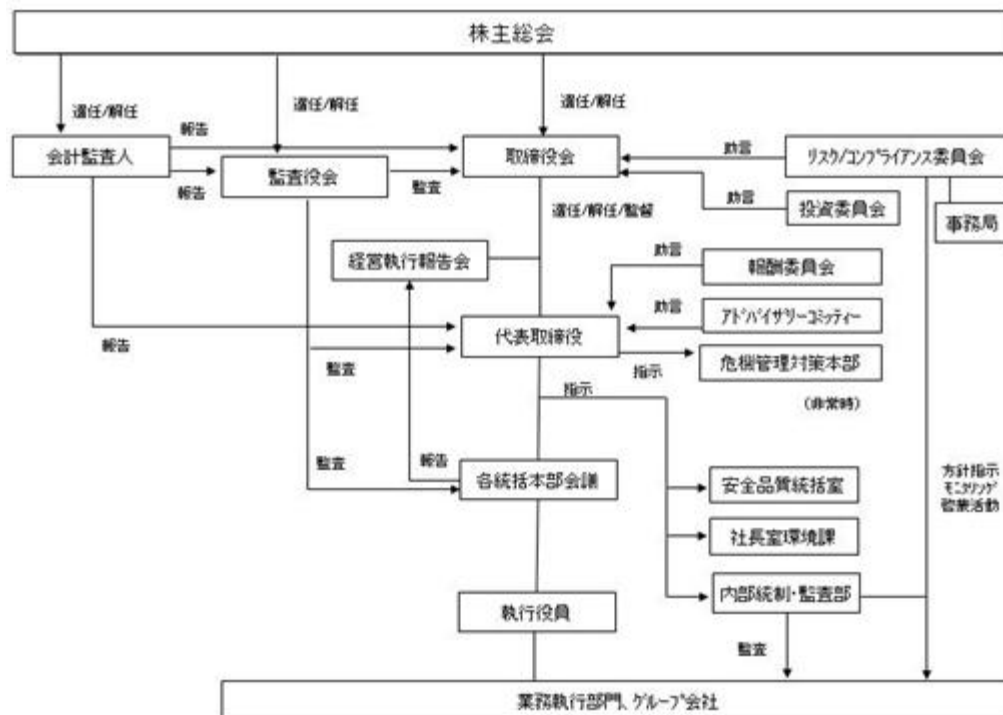 株主総会
選任/解任
選任/解任
選任/解任
会計監査人
報告
報告
監査役会
監査
取締役会
助言
リスク/コンプライアンス委員会
助言
投資委員会
事務局
選任/解任/監督
経営執行報告会
助言
報酬委員会
助言
アドバイザリーコミッティー
代表取締役
報告
監査
指示
危機管理対策本部
(非常時)
指示
監査
報告
各統括本部会議
安全品質統括室
方針指示
モニタリング
啓蒙活動
社長室環境課
執行役員
内部統制・監査部
監査
業務執行部門、グループ会社